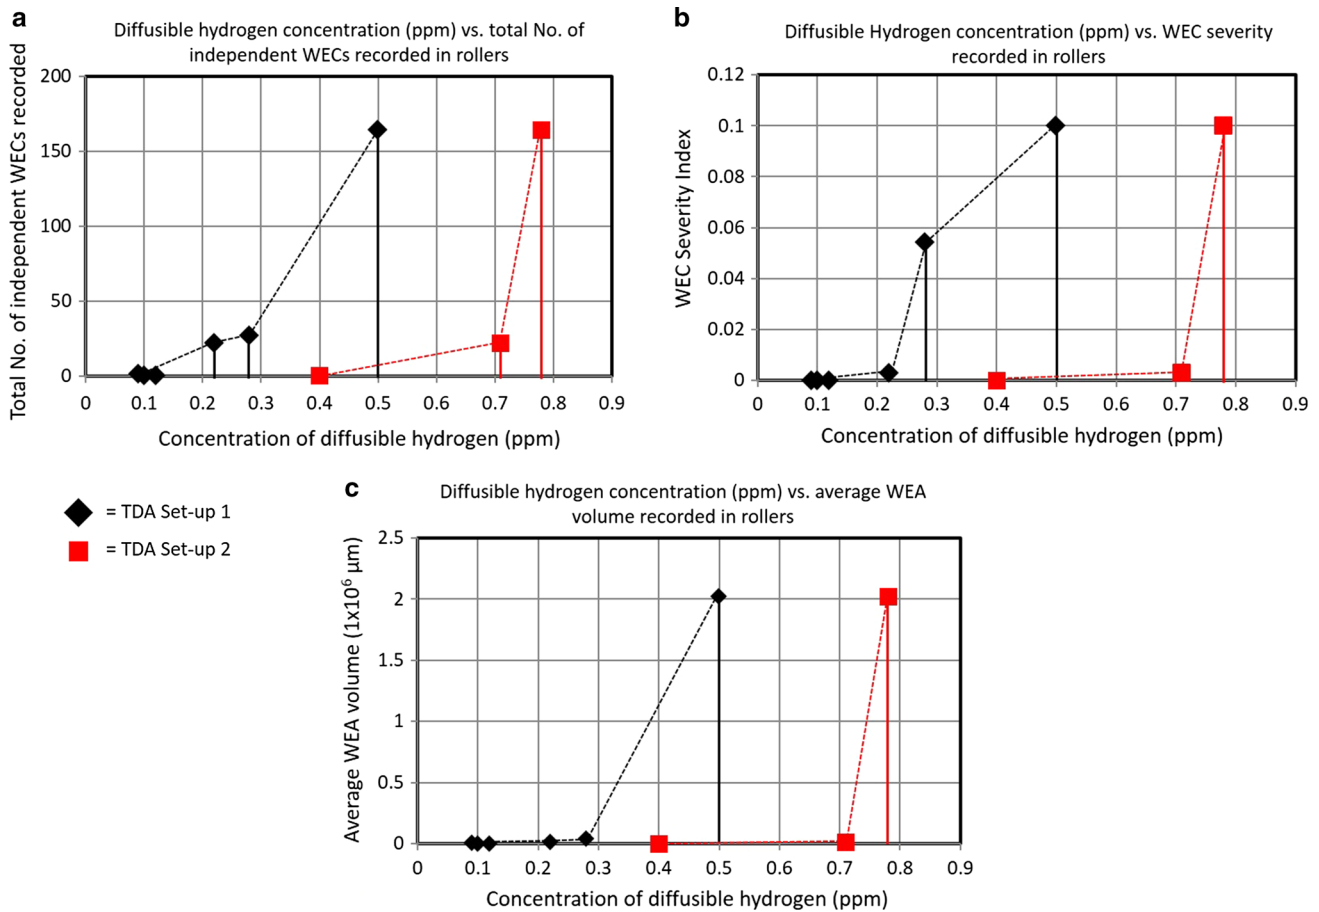 a
Diffusible hydrogen concentration (ppm) vs. total No. of
independent WECs recorded in rollers
Total No. of independent WECs recorded
200
150
100
50
0
0 0.1 0.2 0.3 0.4 0.5 0.6 0.7 0.8 0.9
Concentration of diffusible hydrogen (ppm)
b
Diffusible Hydrogen concentration (ppm) vs. WEC severity
recorded in rollers
WEC Severity Index
0.12
0.1
0.08
0.06
0.04
0.02
0
0 0.1 0.2 0.3 0.4 0.5 0.6 0.7 0.8 0.9
Concentration of diffusible hydrogen (ppm)
= TDA Set-up 1
= TDA Set-up 2
c
Diffusible hydrogen concentration (ppm) vs. average WEA
volume recorded in rollers
Average WEA volume (1x10⁶ µm)
2.5
2
1.5
1
0.5
0
0 0.1 0.2 0.3 0.4 0.5 0.6 0.7 0.8 0.9
Concentration of diffusible hydrogen (ppm)